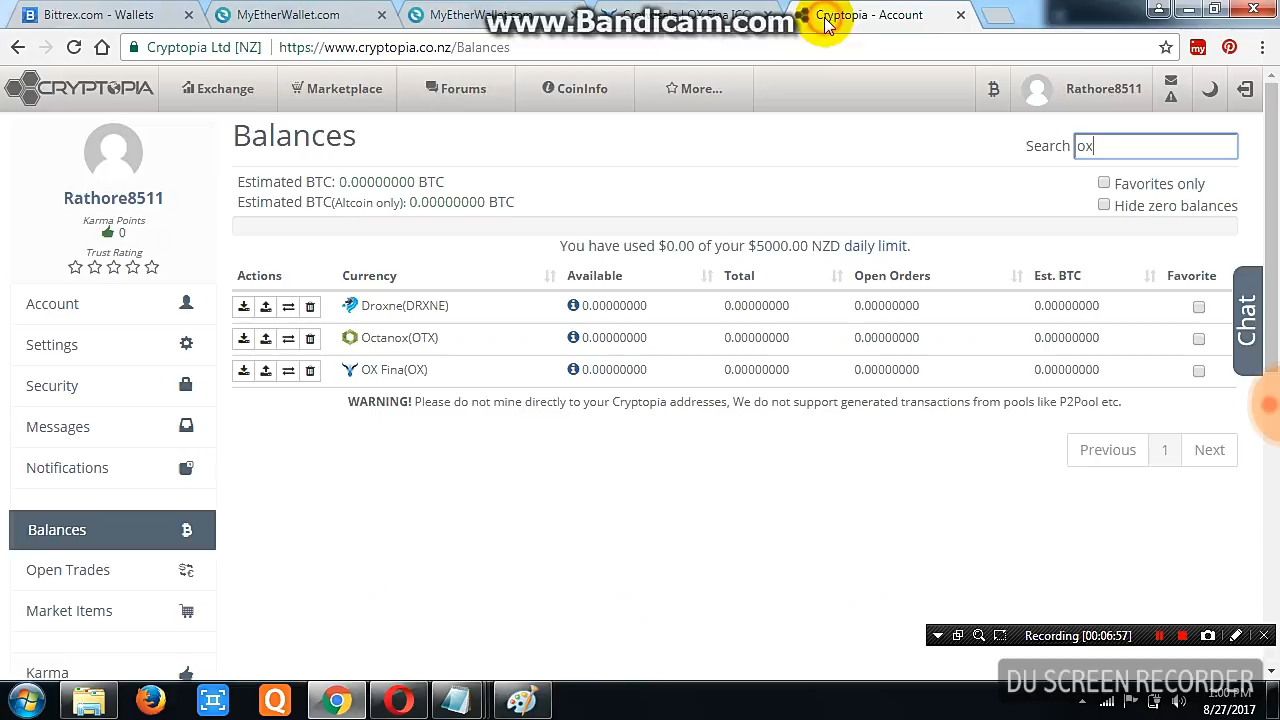 Bittrex.com - Wallets
MyEtherWallet.com
MyEtherWallet.com
OX Fina
Cryptopia - Account
www.Bandicam.com
Cryptopia Ltd [NZ]
https://www.cryptopia.co.nz/Balances
my
CRYPTOPIA
Exchange
Marketplace
Forums
CoinInfo
More...
Rathore8511
Rathore8511
Karma Points
0
Trust Rating
Account
Settings
Security
Messages
Notifications
Balances
Open Trades
Market Items
Karma
Balances
Search ox
Estimated BTC: 0.00000000 BTC
Estimated BTC(Altcoin only): 0.00000000 BTC
Favorites only
Hide zero balances
You have used $0.00 of your $5000.00 NZD daily limit.
Actions Currency Available Total Open Orders Est. BTC Favorite
Droxne(DRXNE) 0.00000000 0.00000000 0.00000000 0.00000000
Octanox(OTX) 0.00000000 0.00000000 0.00000000 0.00000000
OX Fina(OX) 0.00000000 0.00000000 0.00000000 0.00000000
WARNING! Please do not mine directly to your Cryptopia addresses, We do not support generated transactions from pools like P2Pool etc.
Previous 1 Next
Chat
Recording [00:06:57]
DU SCREEN RECORDER
1:00 PM
8/27/2017